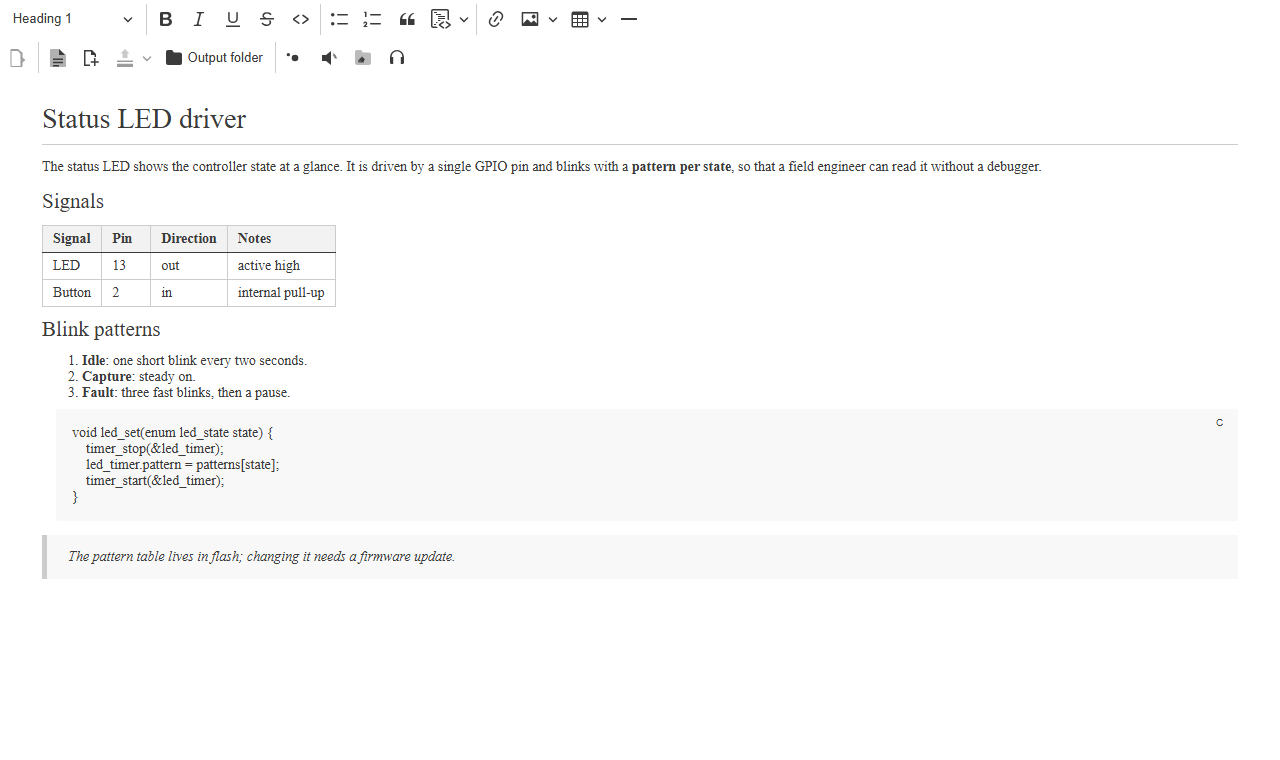 Heading 1
Output folder
Status LED driver
The status LED shows the controller state at a glance. It is driven by a single GPIO pin and blinks with a pattern per state, so that a field engineer can read it without a debugger.
Signals
Signal Pin Direction Notes
LED 13 out active high
Button 2 in internal pull-up
Blink patterns
1. Idle: one short blink every two seconds.
2. Capture: steady on.
3. Fault: three fast blinks, then a pause.
C
void led_set(enum led_state state) {
    timer_stop(&led_timer);
    led_timer.pattern = patterns[state];
    timer_start(&led_timer);
}
The pattern table lives in flash; changing it needs a firmware update.